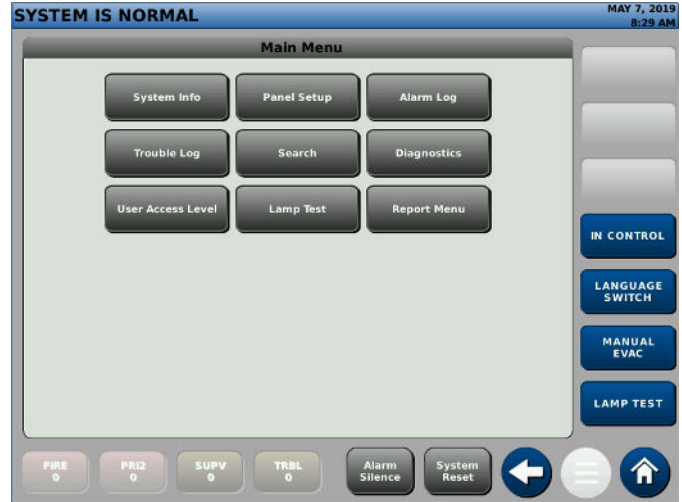 SYSTEM IS NORMAL
MAY 7, 2019
8:29 AM
Main Menu
System Info
Panel Setup
Alarm Log
Trouble Log
Search
Diagnostics
User Access Level
Lamp Test
Report Menu
IN CONTROL
LANGUAGE
SWITCH
MANUAL
EVAC
LAMP TEST
FIRE
0
PRI2
0
SUPV
0
TRBL
0
Alarm
Silence
System
Reset